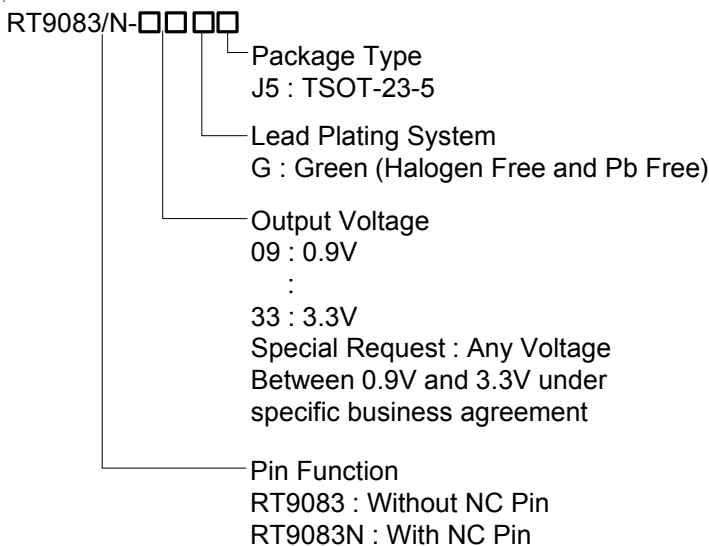 RT9083/N-□□□□
Package Type
J5 : TSOT-23-5
Lead Plating System
G : Green (Halogen Free and Pb Free)
Output Voltage
09 : 0.9V
:
33 : 3.3V
Special Request : Any Voltage
Between 0.9V and 3.3V under
specific business agreement
Pin Function
RT9083 : Without NC Pin
RT9083N : With NC Pin